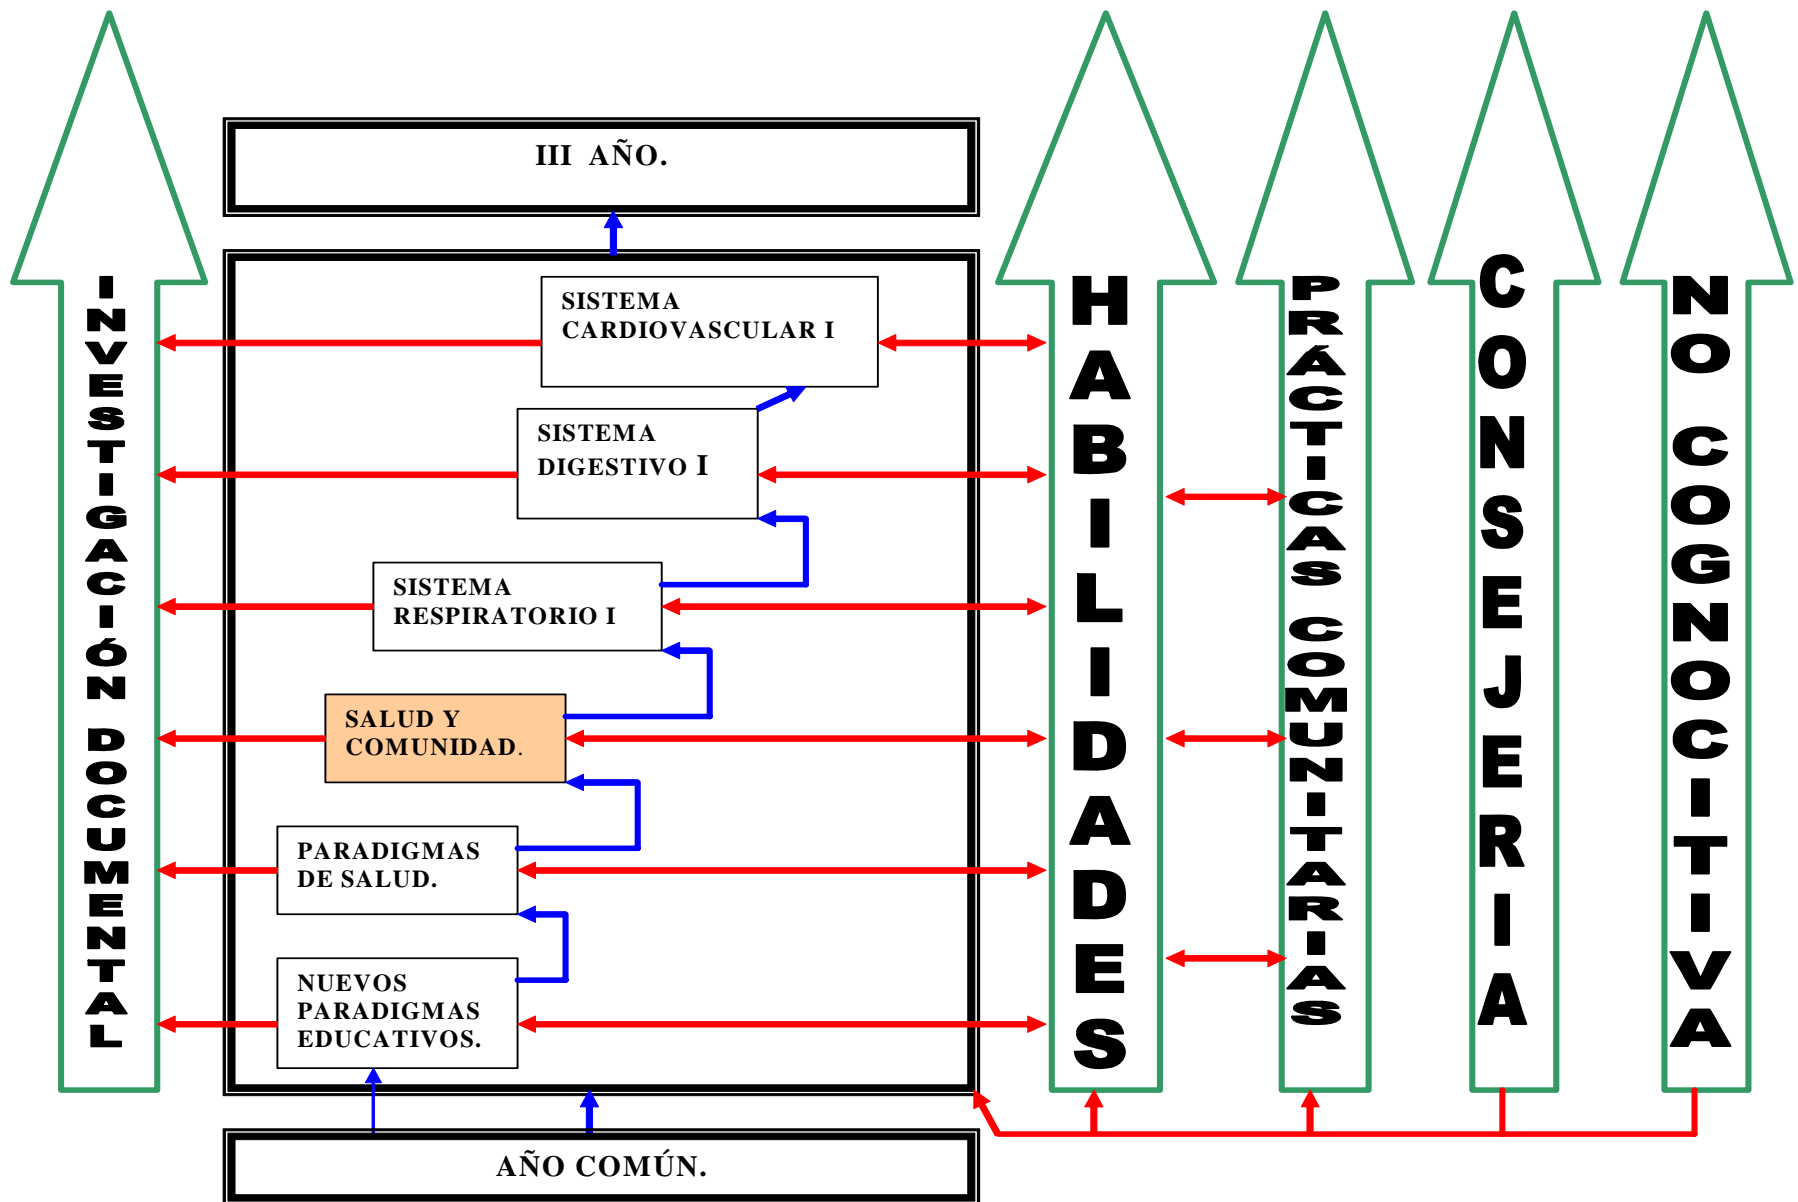 III AÑO.
SISTEMA
CARDIOVASCULAR I
SISTEMA
DIGESTIVO I
SISTEMA
RESPIRATORIO I
SALUD Y
COMUNIDAD.
PARADIGMAS
DE SALUD.
NUEVOS
PARADIGMAS
EDUCATIVOS.
AÑO COMÚN.
INVESTIGACIÓN DOCUMENTAL
HABILIDADES
PRÁCTICAS COMUNITARIAS
CONSEJERIA
NO COGNOCITIVA